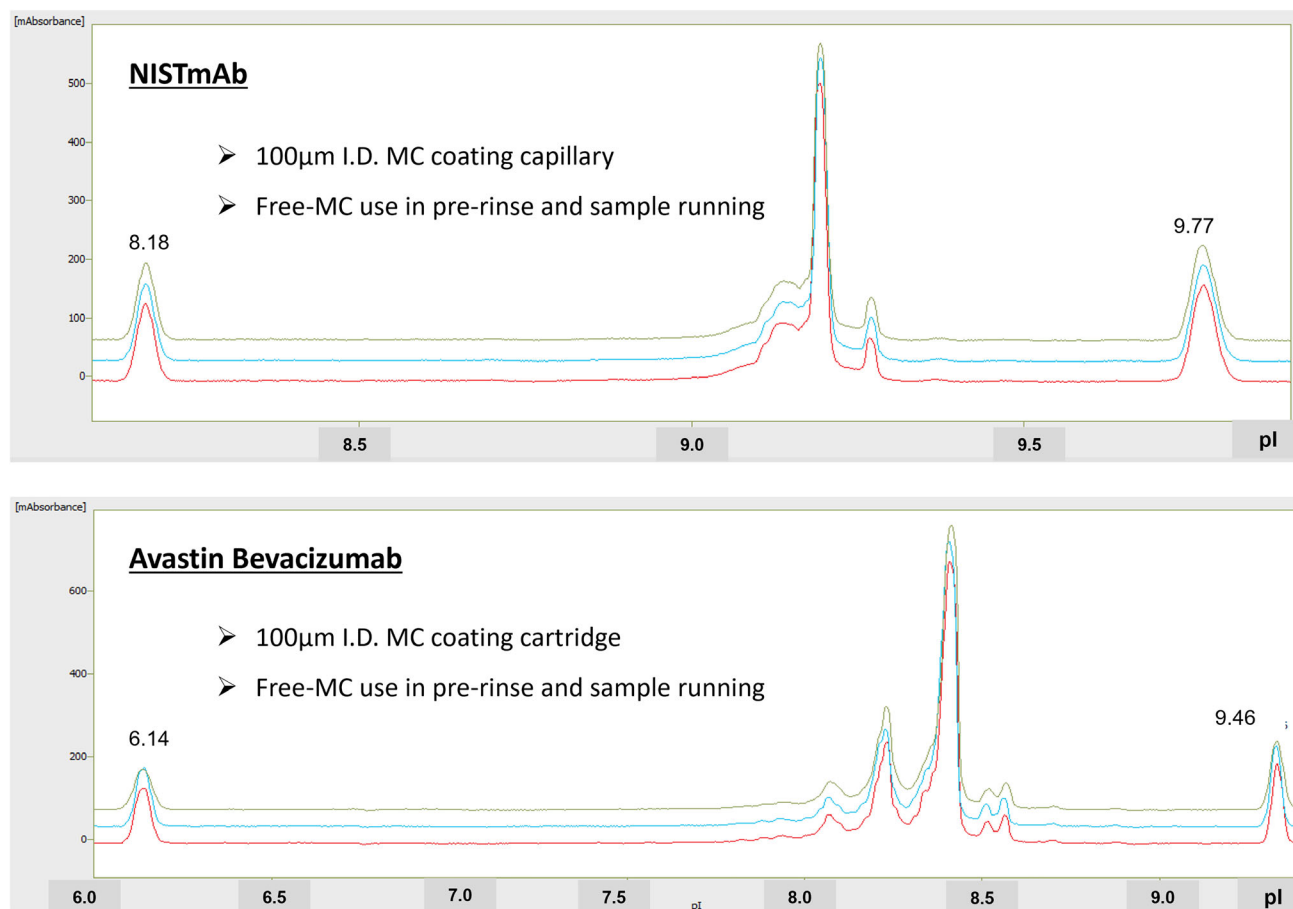 [mAbsorbance]
NISTmAb
500
➢ 100µm I.D. MC coating capillary
400
➢ Free-MC use in pre-rinse and sample running
300
8.18
9.77
200
100
0
8.5 9.0 9.5 pI
[mAbsorbance]
Avastin Bevacizumab
600
➢ 100µm I.D. MC coating cartridge
➢ Free-MC use in pre-rinse and sample running
400
9.46
6.14
200
0
6.0 6.5 7.0 7.5 8.0 8.5 9.0 pI
pI